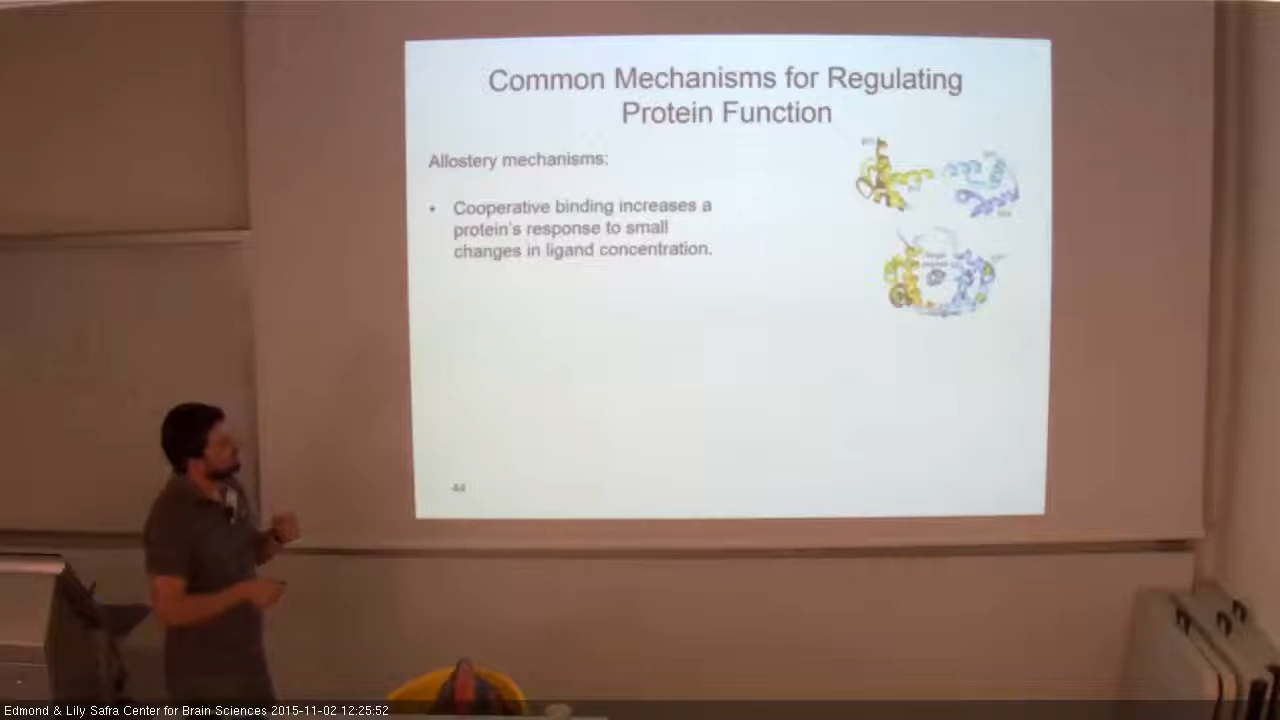 Common Mechanisms for Regulating
Protein Function
Allostery mechanisms:
• Cooperative binding increases a
protein's response to small
changes in ligand concentration.
Edmond & Lily Safra Center for Brain Sciences 2015-11-02 12:25:52